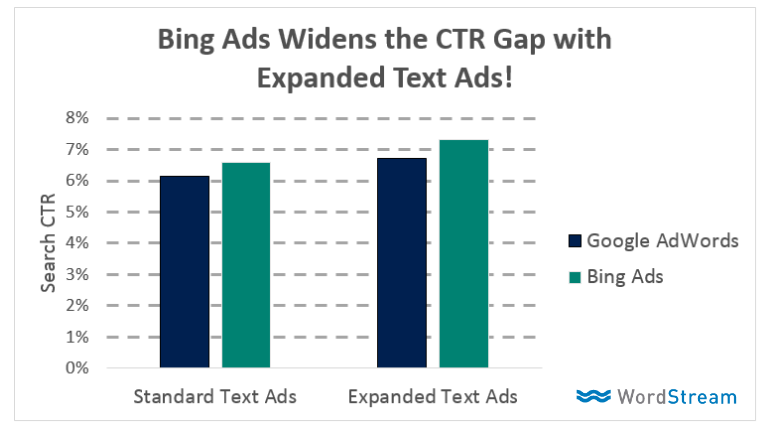 Bing Ads Widens the CTR Gap with
Expanded Text Ads!
8%
7%
6%
5%
4%
3%
2%
1%
0%
Search CTR
Standard Text Ads
Expanded Text Ads
Google AdWords
Bing Ads
WordStream